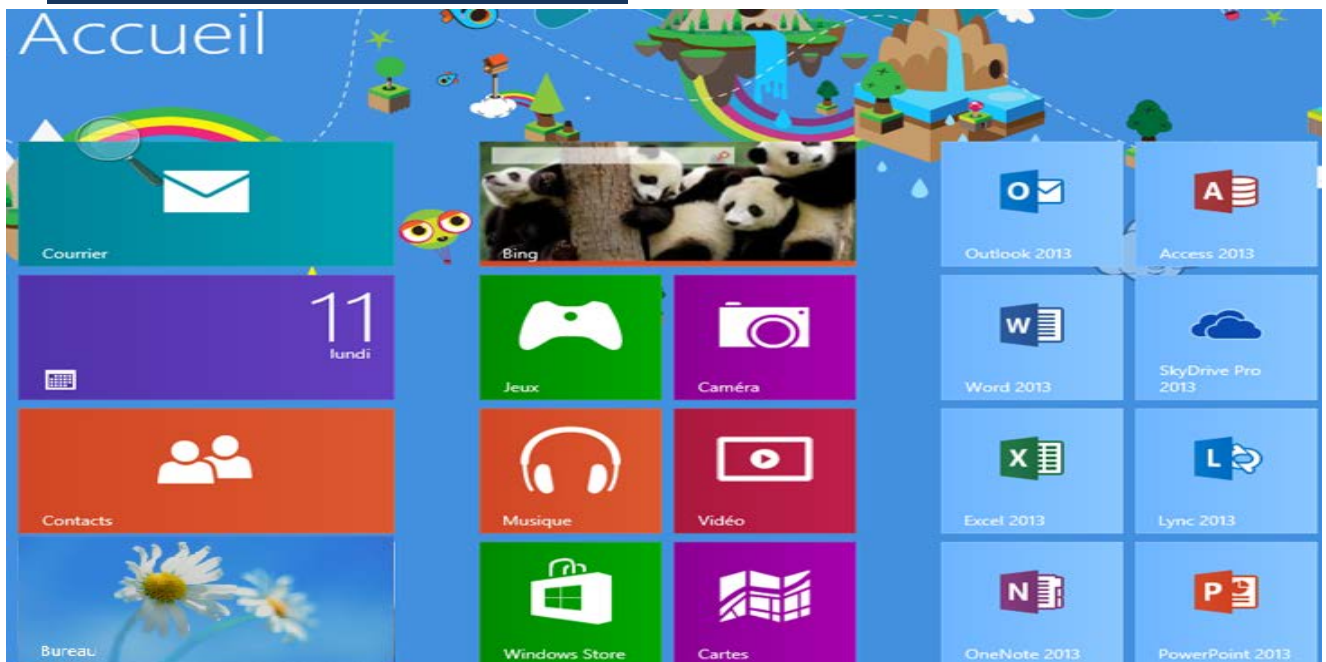 Accueil
Courrier
11
lundi
Contacts
Bureau
Bing
Jeux
Caméra
Musique
Vidéo
Windows Store
Cartes
Outlook 2013
Access 2013
Word 2013
SkyDrive Pro
2013
Excel 2013
Lync 2013
OneNote 2013
PowerPoint 2013